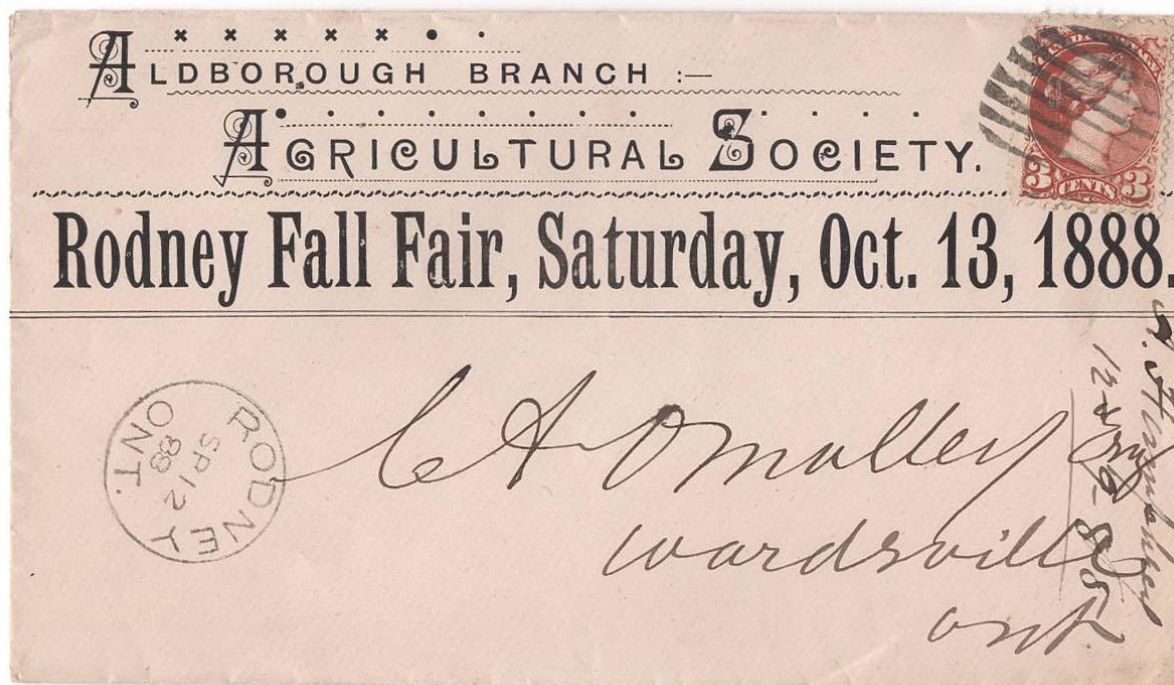 ALDBOROUGH BRANCH :—
AGRICULTURAL SOCIETY.
Rodney Fall Fair, Saturday, Oct. 13, 1888.
3 CENTS 3
RODNEY
SP 12
88
ONT.
C A OMalley Esq
Wardsville
Ont.